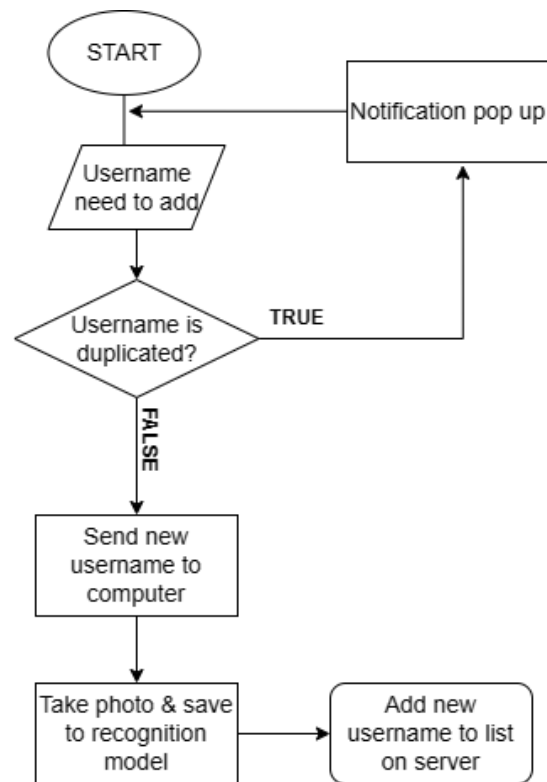 START
Notification pop up
Username
need to add
Username is
duplicated?
TRUE
FALSE
Send new
username to
computer
Take photo & save
to recognition
model
Add new
username to list
on server